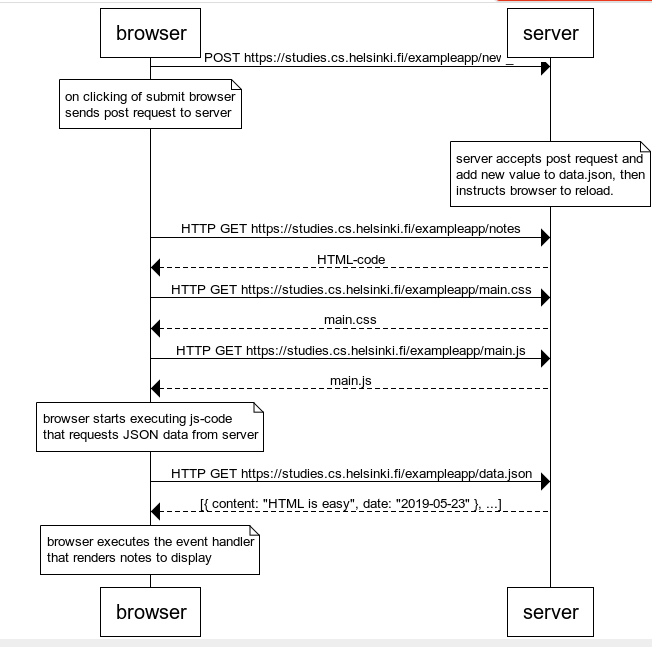 browser
server
POST https://studies.cs.helsinki.fi/exampleapp/new_
on clicking of submit browser
sends post request to server
server accepts post request and
add new value to data.json, then
instructs browser to reload.
HTTP GET https://studies.cs.helsinki.fi/exampleapp/notes
HTML-code
HTTP GET https://studies.cs.helsinki.fi/exampleapp/main.css
main.css
HTTP GET https://studies.cs.helsinki.fi/exampleapp/main.js
main.js
browser starts executing js-code
that requests JSON data from server
HTTP GET https://studies.cs.helsinki.fi/exampleapp/data.json
[{ content: "HTML is easy", date: "2019-05-23" }, ...]
browser executes the event handler
that renders notes to display
browser
server